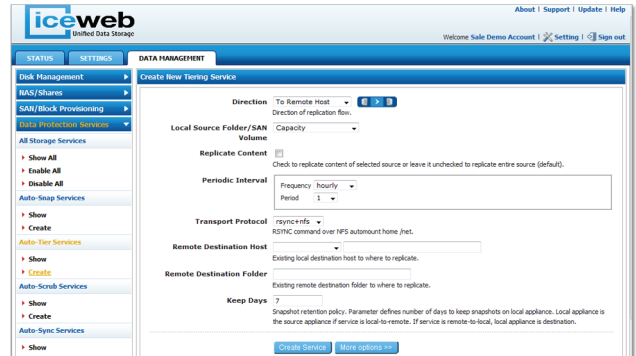 About | Support | Update | Help
iceweb
Unified Data Storage
Welcome Sale Demo Account | Setting | Sign out
STATUS SETTINGS DATA MANAGEMENT
Disk Management
NAS/Shares
SAN/Block Provisioning
Data Protection Services
All Storage Services
Show All
Enable All
Disable All
Auto-Snap Services
Show
Create
Auto-Tier Services
Show
Create
Auto-Scrub Services
Show
Create
Auto-Sync Services
Show
Create New Tiering Service
Direction To Remote Host
Direction of replication flow.
Local Source Folder/SAN Capacity
Volume
Replicate Content
Check to replicate content of selected source or leave it unchecked to replicate entire source (default).
Periodic Interval
Frequency hourly
Period 1
Transport Protocol rsync+nfs
RSYNC command over NFS automount home /net.
Remote Destination Host
Existing local destination host to where to replicate.
Remote Destination Folder
Existing remote destination folder to where to replicate.
Keep Days 7
Snapshot retention policy. Parameter defines number of days to keep snapshots on local appliance. Local appliance is
the source appliance if service is local-to-remote. If service is remote-to-local, local appliance is destination.
Create Service More options >>